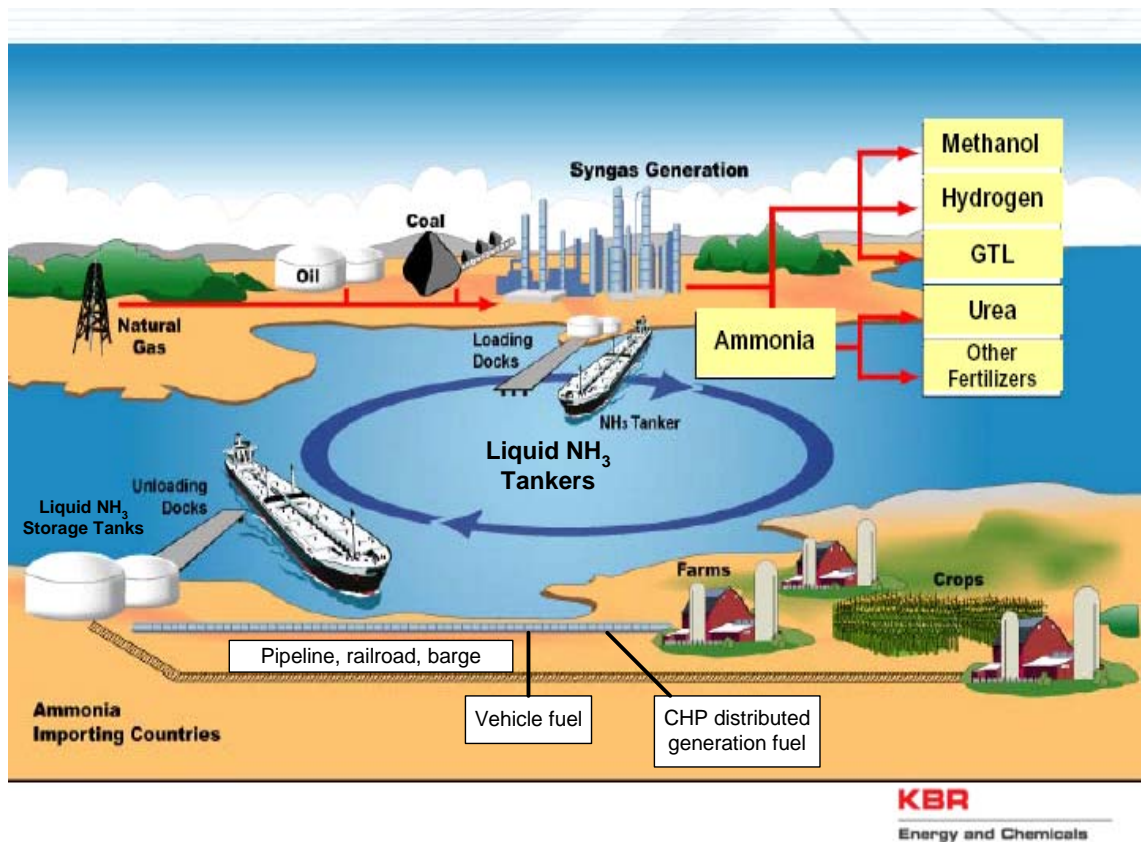 Methanol
Syngas Generation
Hydrogen
Coal
GTL
Oil
Natural
Gas
Urea
Loading
Docks
Ammonia
Other
Fertilizers
NH₃ Tanker
Liquid NH₃
Tankers
Unloading
Docks
Liquid NH₃
Storage Tanks
Farms
Crops
Pipeline, railroad, barge
Ammonia
Importing Countries
Vehicle fuel
CHP distributed
generation fuel
KBR
Energy and Chemicals